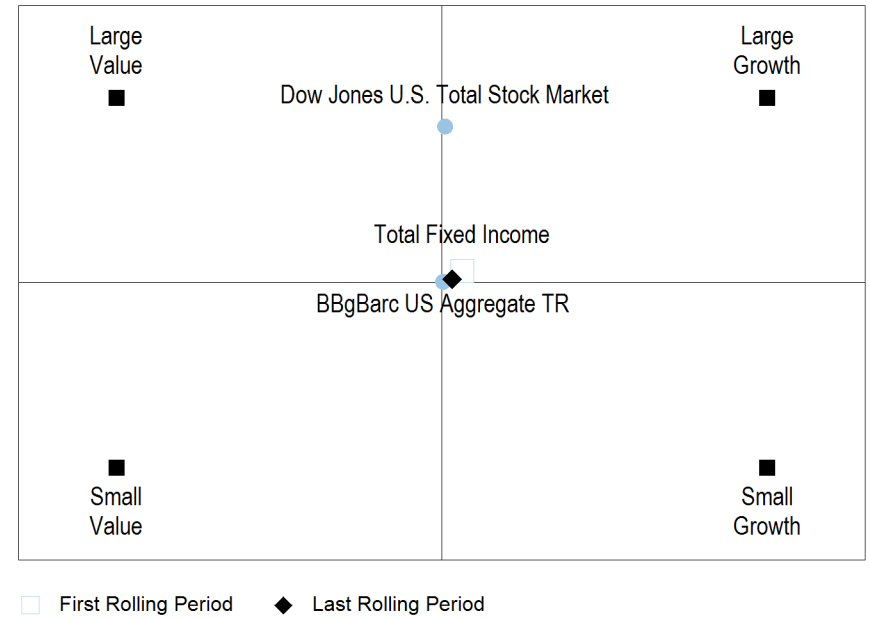 Large
Value
Large
Growth
Dow Jones U.S. Total Stock Market
Total Fixed Income
BBgBarc US Aggregate TR
Small
Value
Small
Growth
First Rolling Period
Last Rolling Period